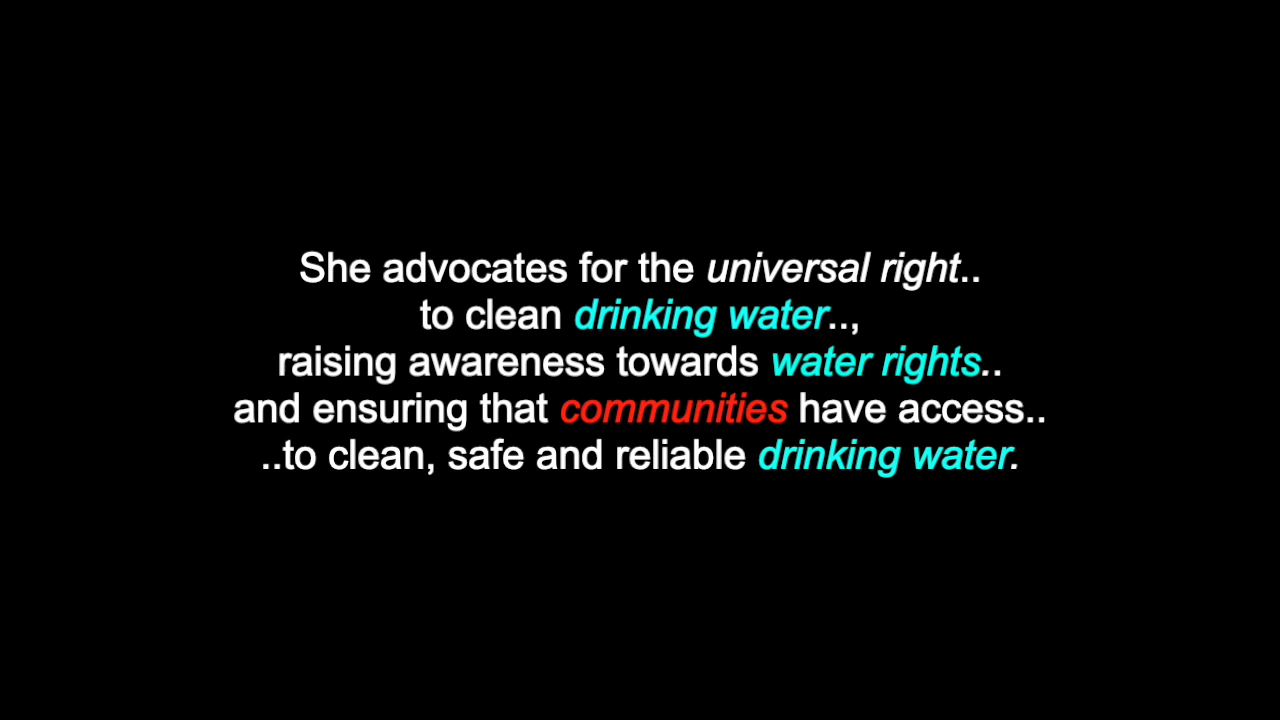 She advocates for the universal right..
to clean drinking water..,
raising awareness towards water rights..
and ensuring that communities have access..
..to clean, safe and reliable drinking water.